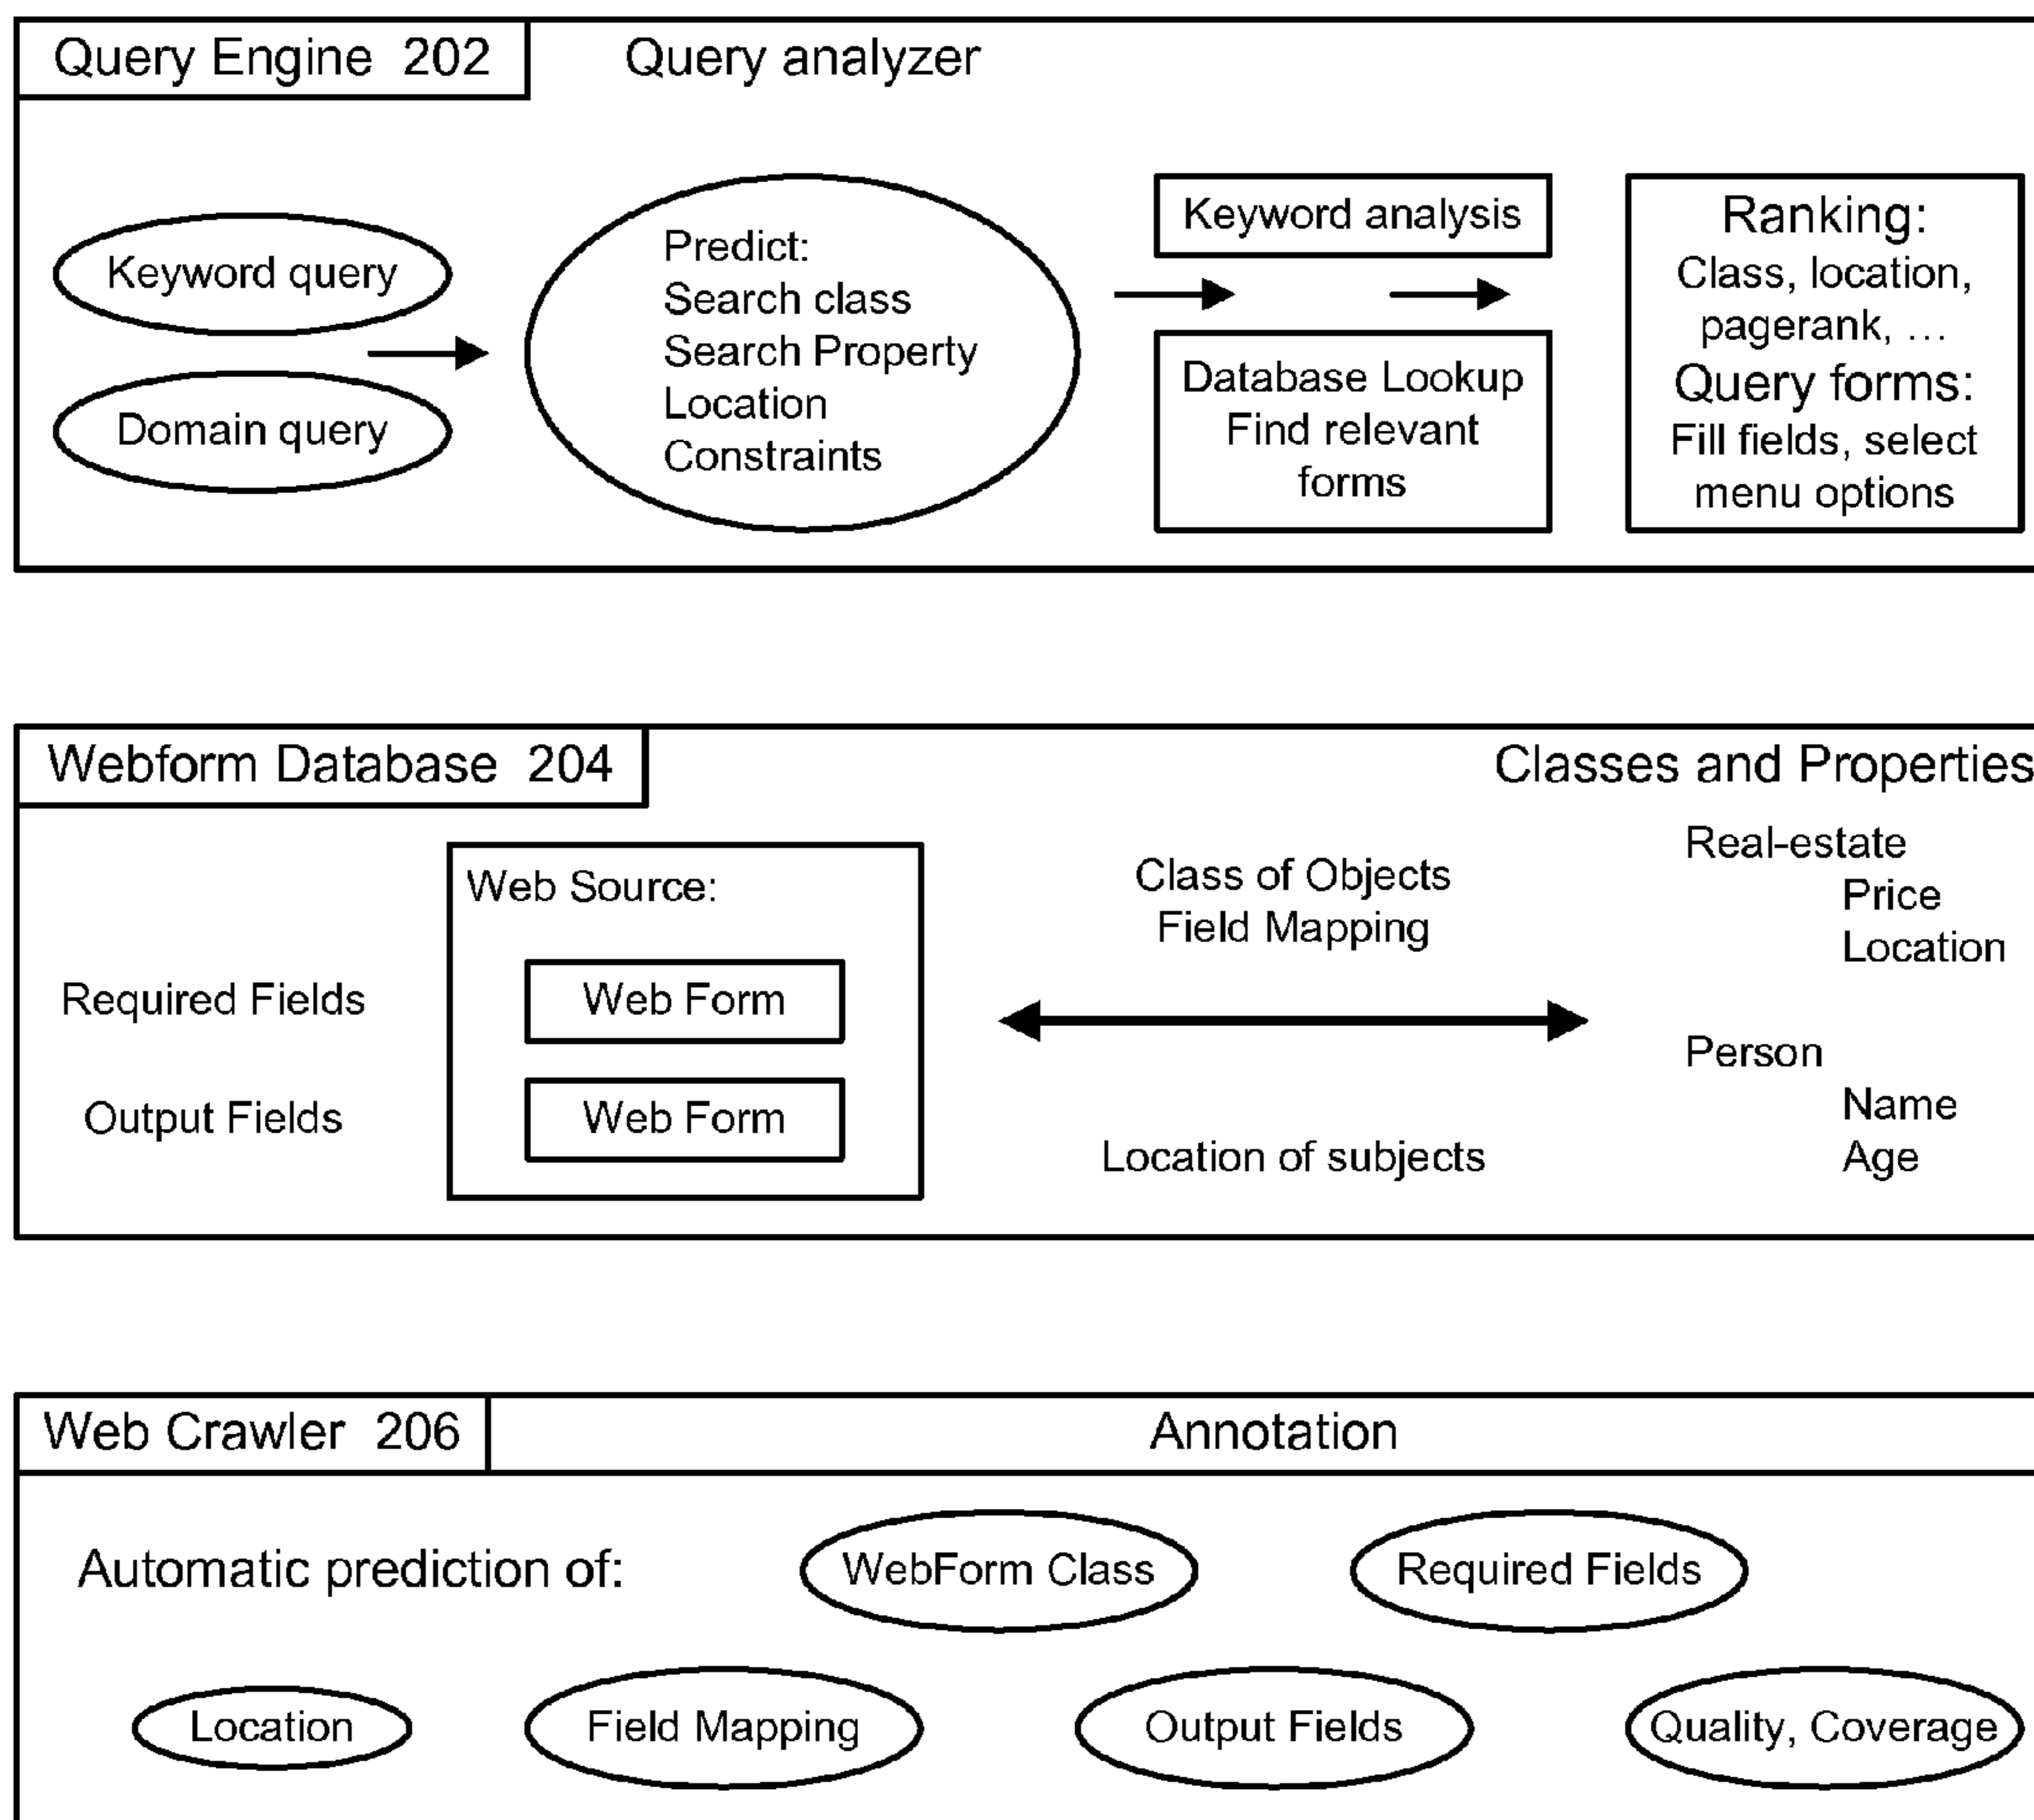 Query Engine 202
Query analyzer
Keyword query
Domain query
Predict:
Search class
Search Property
Location
Constraints
Keyword analysis
Database Lookup
Find relevant
forms
Ranking:
Class, location,
pagerank, ...
Query forms:
Fill fields, select
menu options
Webform Database 204
Classes and Properties
Required Fields
Output Fields
Web Source:
Web Form
Web Form
Class of Objects
Field Mapping
Location of subjects
Real-estate
Price
Location
Person
Name
Age
Web Crawler 206
Annotation
Automatic prediction of:
WebForm Class
Required Fields
Location
Field Mapping
Output Fields
Quality, Coverage